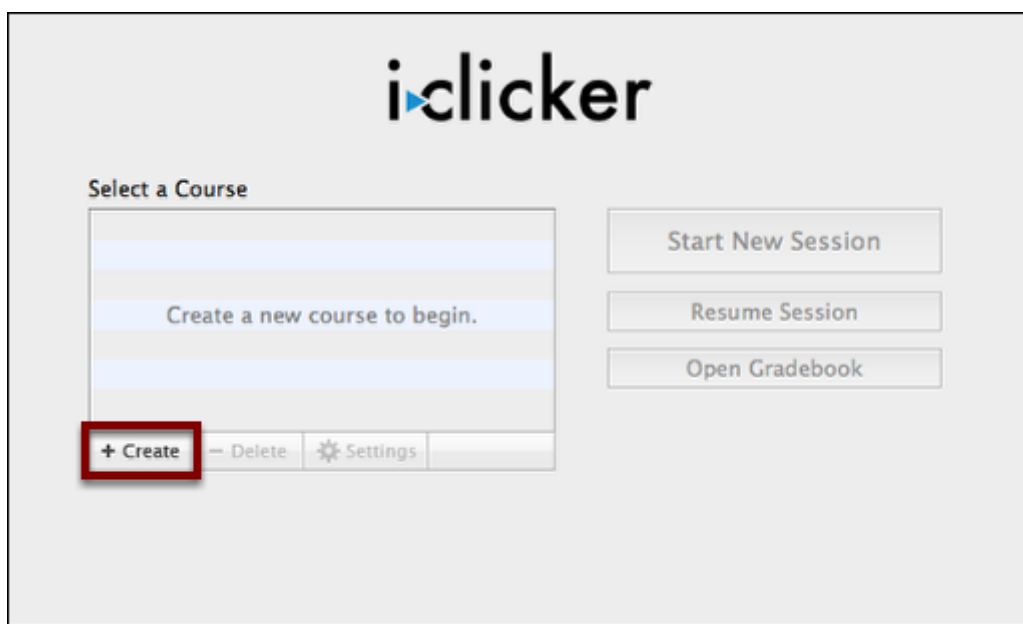 i clicker
Select a Course
Create a new course to begin.
+ Create
− Delete
Settings
Start New Session
Resume Session
Open Gradebook